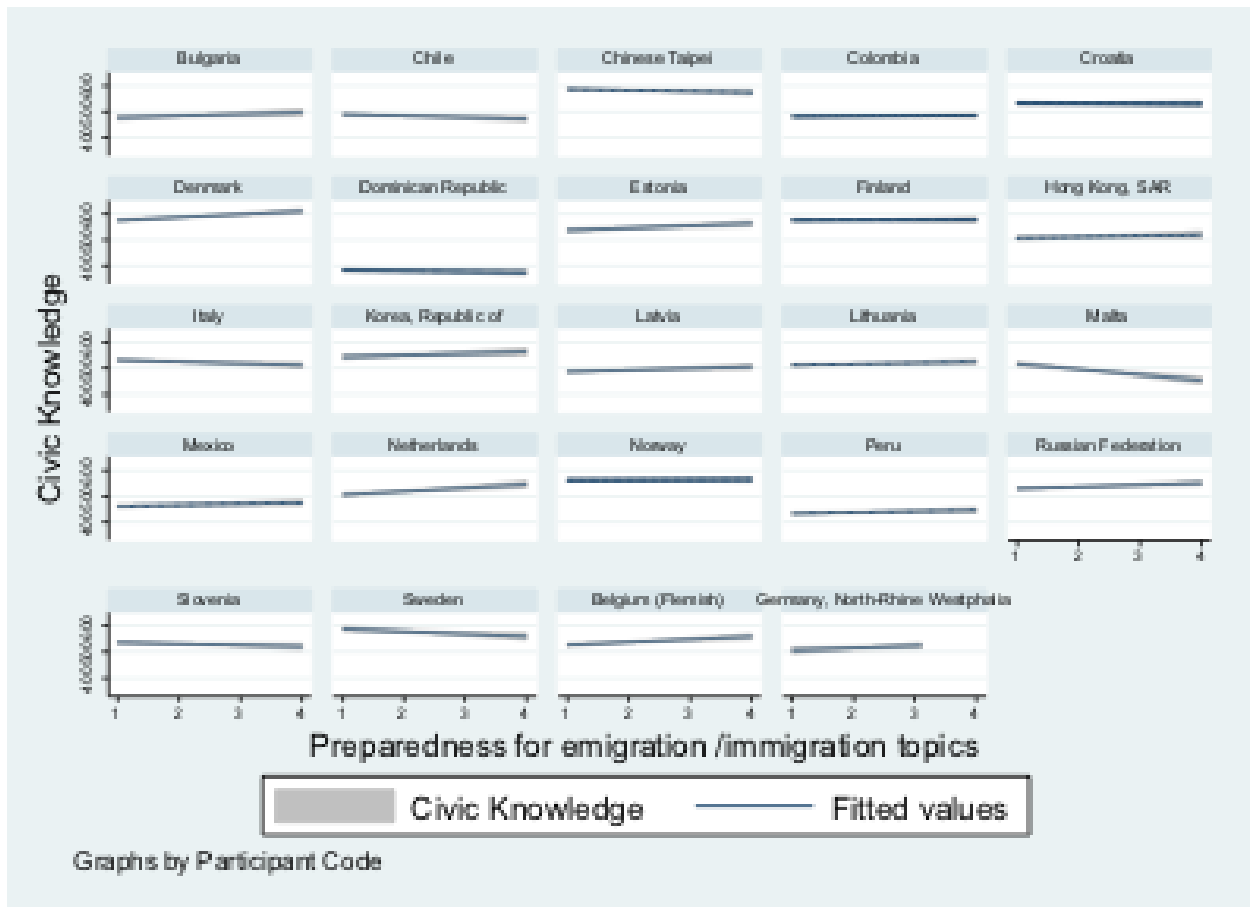 Bulgaria Chile Chinese Taipei Colombia Croatia
Denmark Dominican Republic Estonia Finland Hong Kong, SAR
Italy Korea, Republic of Latvia Lithuania Malta
Mexico Netherlands Norway Peru Russian Federation
1 2 3 4
Slovenia Sweden Belgium (Flemish) Germany, North-Rhine Westphalia
1 2 3 4 1 2 3 4 1 2 3 4 1 2 3 4
Civic Knowledge
Preparedness for emigration /immigration topics
Civic Knowledge Fitted values
Graphs by Participant Code